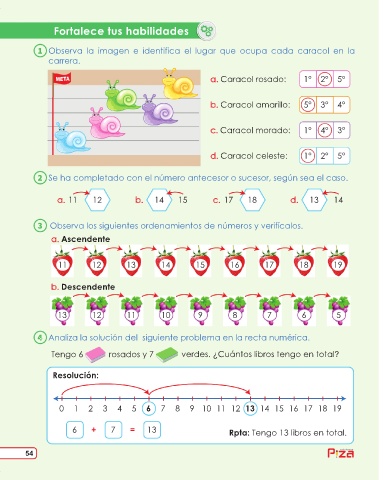 Fortalece tus habilidades
1 Observa la imagen e identifica el lugar que ocupa cada caracol en la
carrera.
META
a. Caracol rosado: 1° 2° 5°
b. Caracol amarillo: 5° 3° 4°
c. Caracol morado: 1° 4° 3°
d. Caracol celeste: 1° 2° 5°
2 Se ha completado con el número antecesor o sucesor, según sea el caso.
a. 11 12 b. 14 15 c. 17 18 d. 13 14
3 Observa los siguientes ordenamientos de números y verifícalos.
a. Ascendente
11 12 13 14 15 16 17 18 19
b. Descendente
13 12 11 10 9 8 7 6 5
4 Analiza la solución del siguiente problema en la recta numérica.
Tengo 6 rosados y 7 verdes. ¿Cuántos libros tengo en total?
Resolución:
0 1 2 3 4 5 6 7 8 9 10 11 12 13 14 15 16 17 18 19
6 + 7 = 13
Rpta: Tengo 13 libros en total.
54
Piza